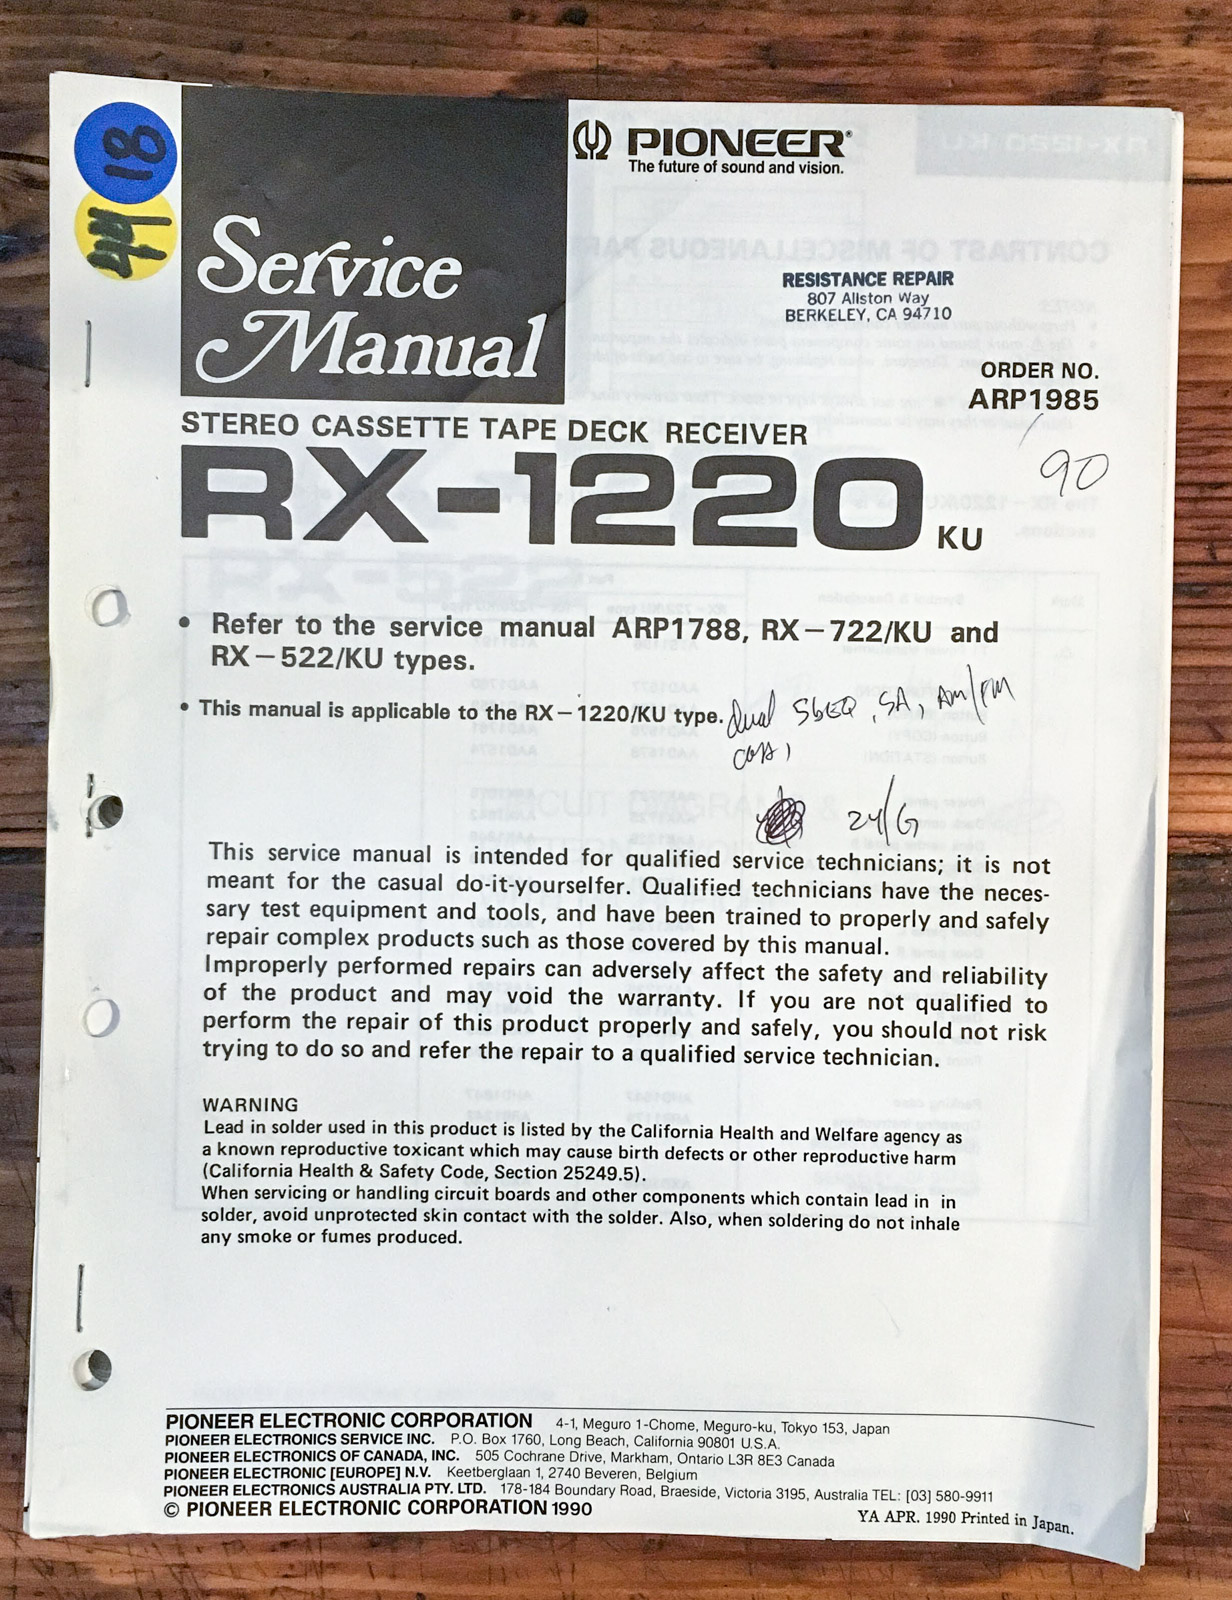 18
PIONEER®
The future of sound and vision.
Service
Manual
RESISTANCE REPAIR
807 Allston Way
BERKELEY, CA 94710
ORDER NO.
ARP1985
90
STEREO CASSETTE TAPE DECK RECEIVER
RX-1220 KU
• Refer to the service manual ARP1788, RX-722/KU and
RX-522/KU types.
• This manual is applicable to the RX-1220/KU type. dual 5bEQ, SA, AM/FM
cass,
24/G
This service manual is intended for qualified service technicians; it is not
meant for the casual do-it-yourselfer. Qualified technicians have the neces-
sary test equipment and tools, and have been trained to properly and safely
repair complex products such as those covered by this manual.
Improperly performed repairs can adversely affect the safety and reliability
of the product and may void the warranty. If you are not qualified to
perform the repair of this product properly and safely, you should not risk
trying to do so and refer the repair to a qualified service technician.
WARNING
Lead in solder used in this product is listed by the California Health and Welfare agency as
a known reproductive toxicant which may cause birth defects or other reproductive harm
(California Health & Safety Code, Section 25249.5).
When servicing or handling circuit boards and other components which contain lead in in
solder, avoid unprotected skin contact with the solder. Also, when soldering do not inhale
any smoke or fumes produced.
PIONEER ELECTRONIC CORPORATION 4-1, Meguro 1-Chome, Meguro-ku, Tokyo 153, Japan
PIONEER ELECTRONICS SERVICE INC. P.O. Box 1760, Long Beach, California 90801 U.S.A.
PIONEER ELECTRONICS OF CANADA, INC. 505 Cochrane Drive, Markham, Ontario L3R 8E3 Canada
PIONEER ELECTRONIC [EUROPE] N.V. Keetberglaan 1, 2740 Beveren, Belgium
PIONEER ELECTRONICS AUSTRALIA PTY. LTD. 178-184 Boundary Road, Braeside, Victoria 3195, Australia TEL: [03] 580-9911
© PIONEER ELECTRONIC CORPORATION 1990
YA APR. 1990 Printed in Japan.